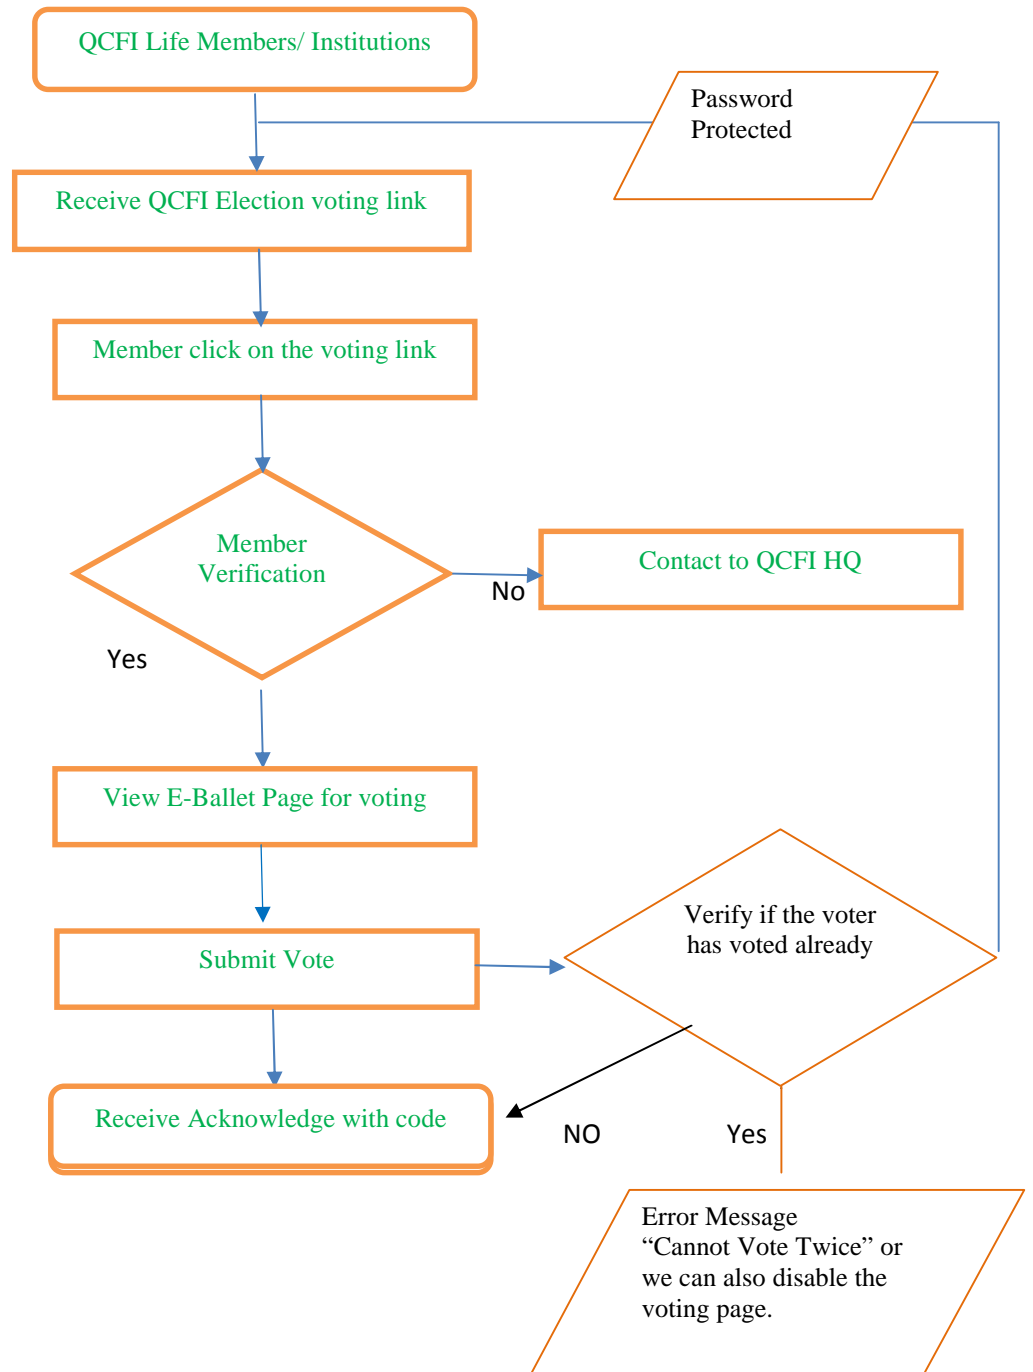 QCFI Life Members/ Institutions
Password
Protected
Receive QCFI Election voting link
Member click on the voting link
Member
Verification
Contact to QCFI HQ
No
Yes
View E-Ballet Page for voting
Verify if the voter
has voted already
Submit Vote
Receive Acknowledge with code
NO
Yes
Error Message
“Cannot Vote Twice” or
we can also disable the
voting page.